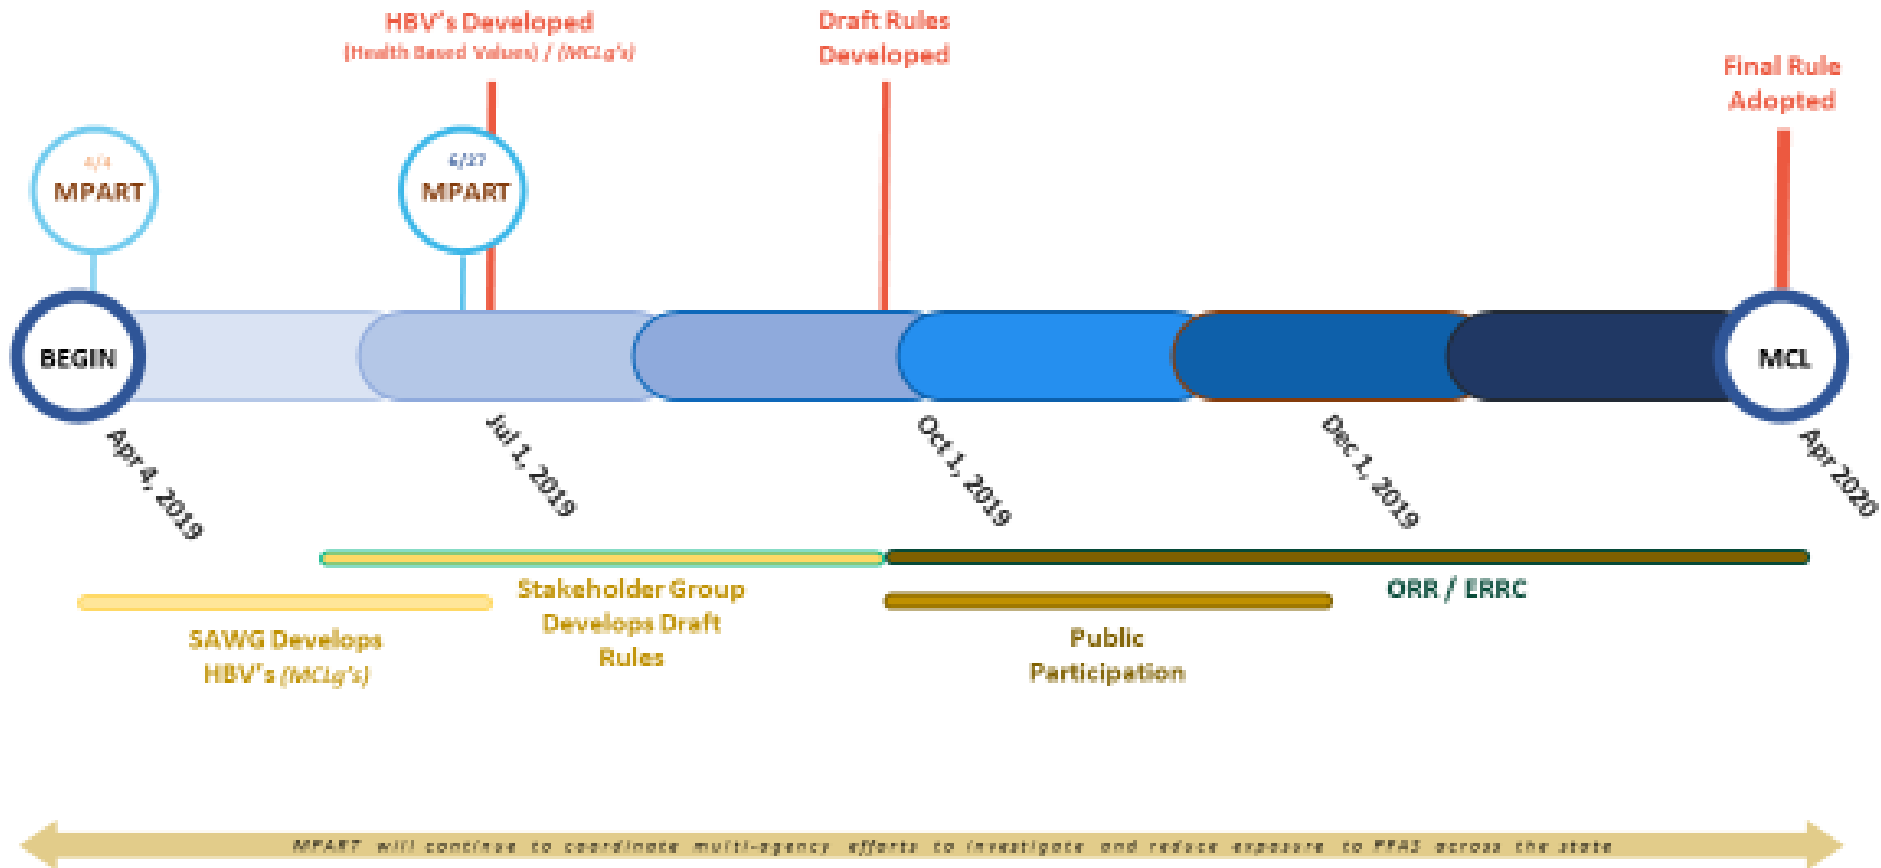 HBV's Developed
(Health Based Values) / (MCLg's)
Draft Rules
Developed
Final Rule
Adopted
4/4
MPART
6/27
MPART
BEGIN
MCL
Apr 4, 2019
Jul 1, 2019
Oct 1, 2019
Dec 1, 2019
Apr 2020
Stakeholder Group
Develops Draft
Rules
ORR / ERRC
SAWG Develops
HBV's (MCLg's)
Public
Participation
MPART will continue to coordinate multi-agency efforts to investigate and reduce exposure to PFAS across the state